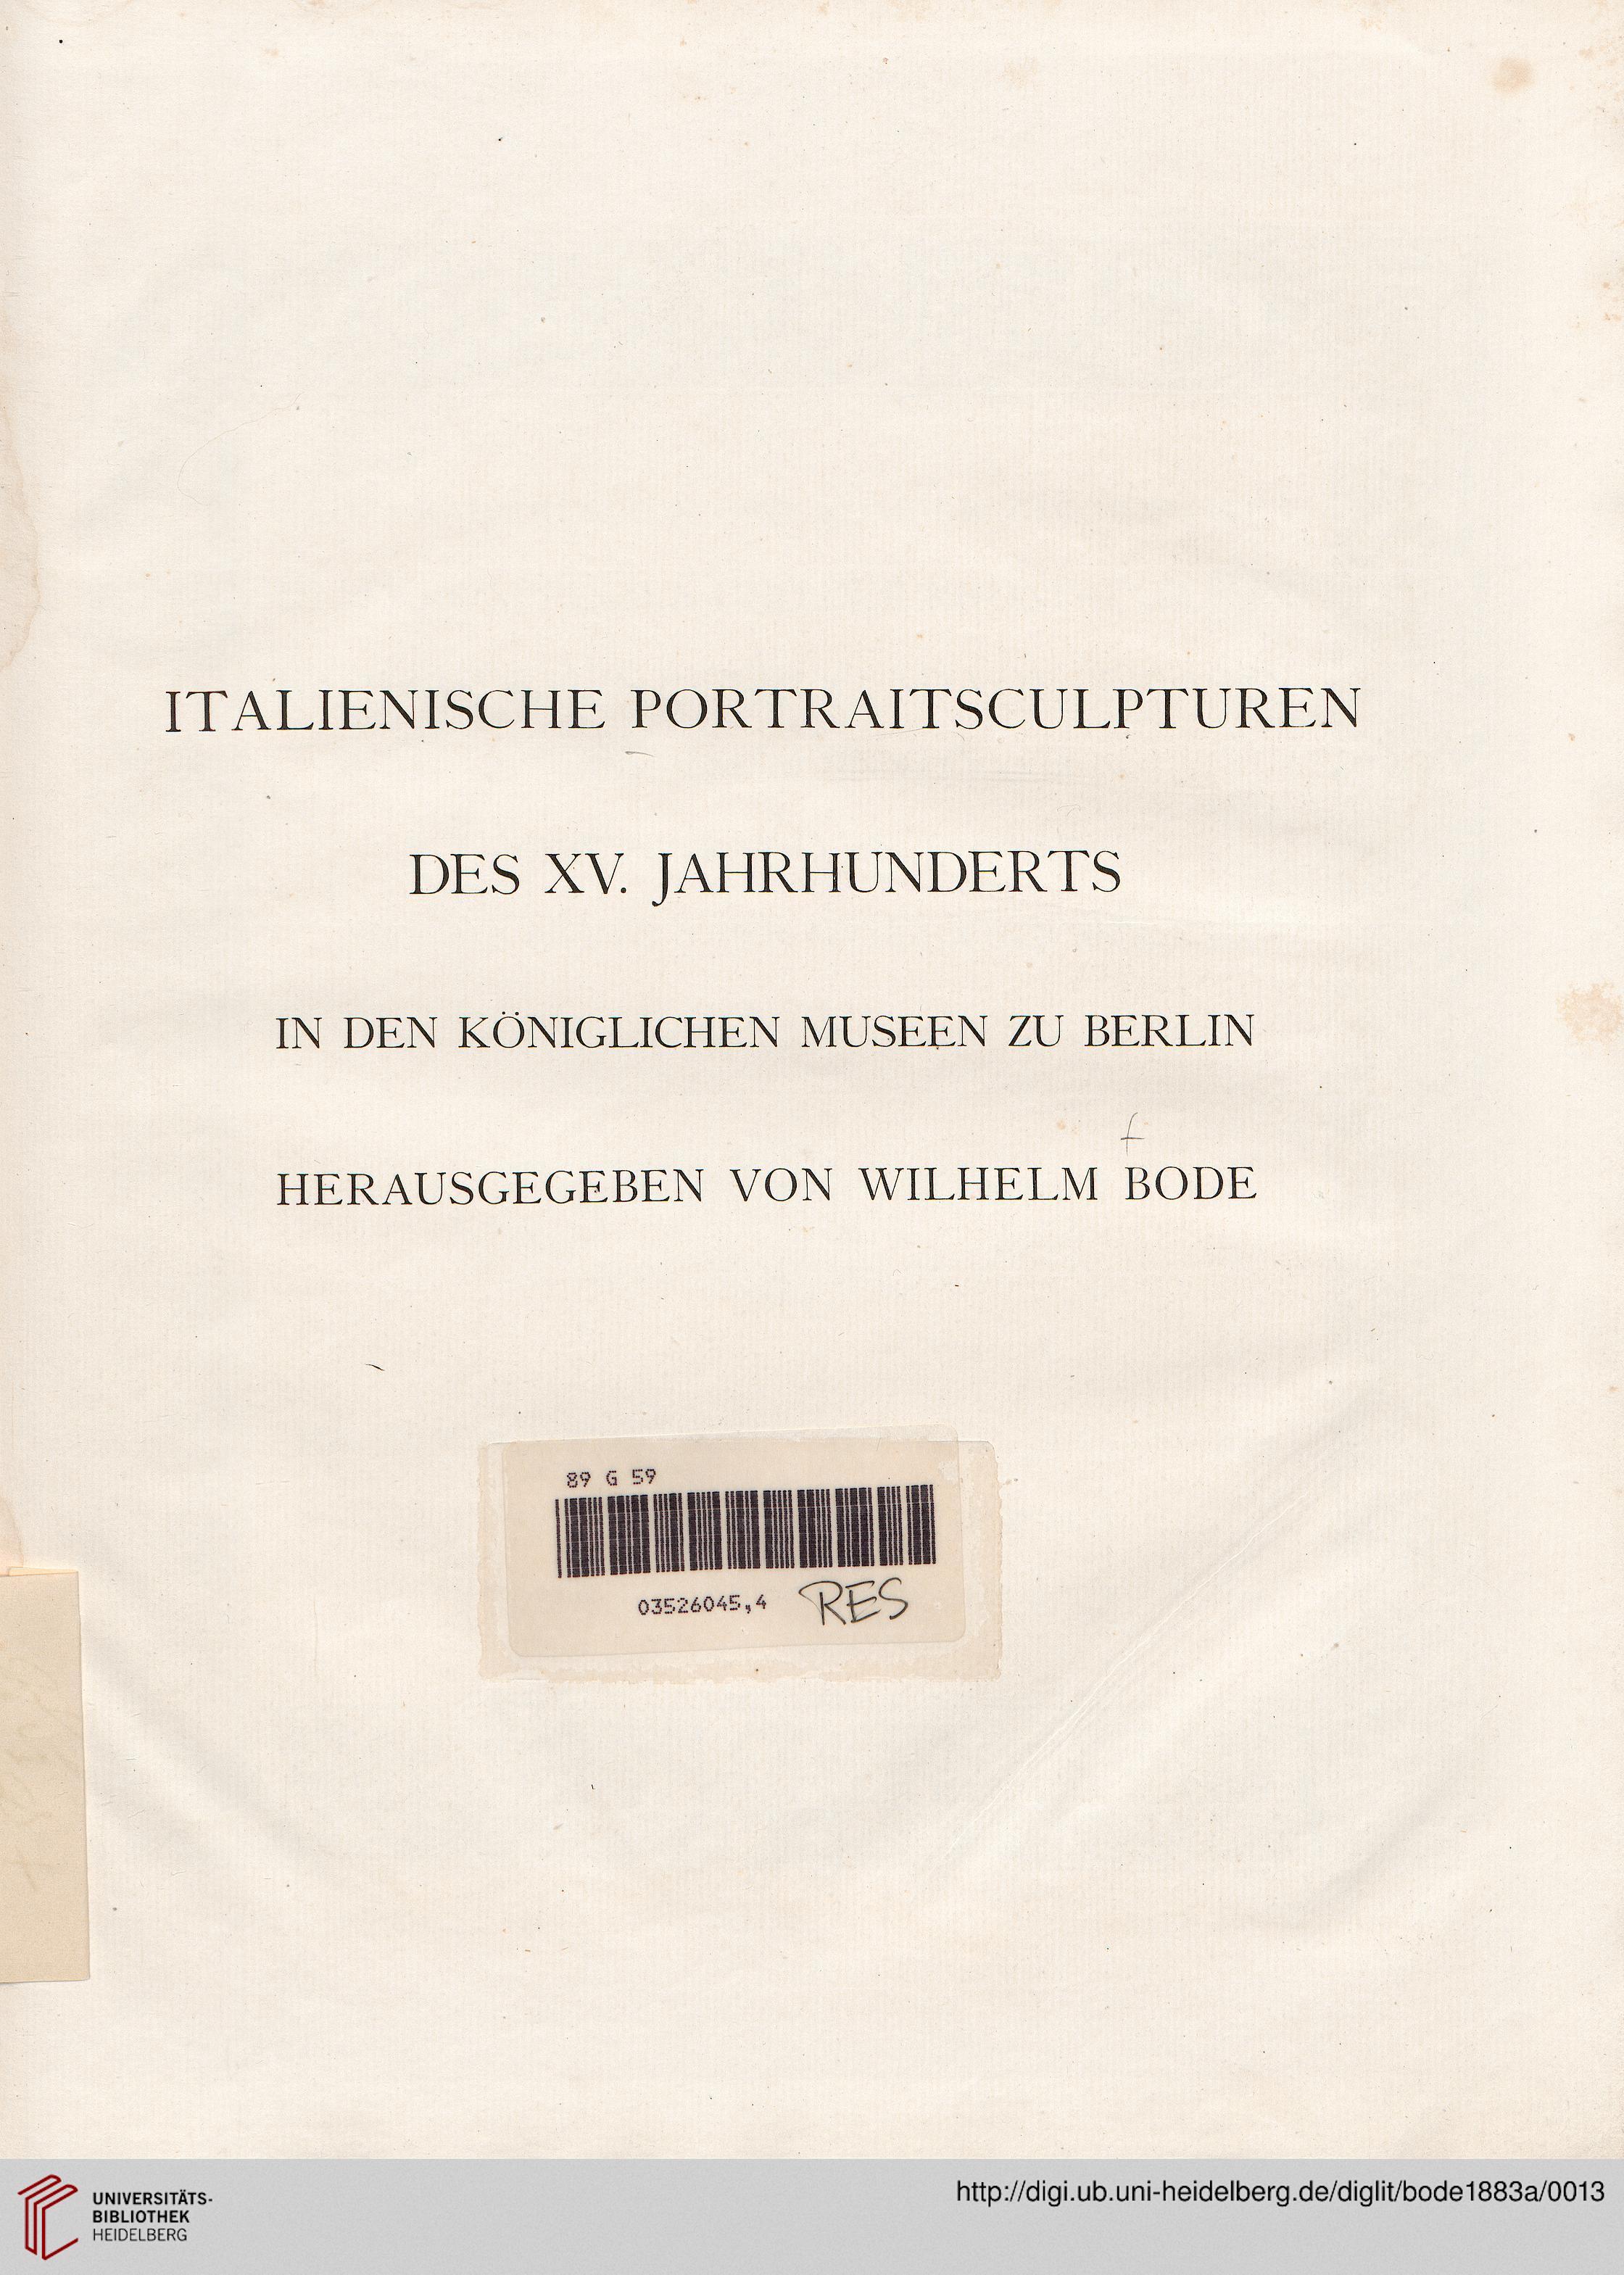 ITALIENISCHE PORTRAITSCULPTUREN
DES XV. JAHRHUNDERTS
IN DEN KÖNIGLICHEN MUSEEN ZU BERLIN
HERAUSGEGEBEN VON WILHELM BODE
89 G 59
03526045,4 RES
UNIVERSITÄTS-
BIBLIOTHEK
HEIDELBERG
http://digi.ub.uni-heidelberg.de/diglit/bode1883a/0013